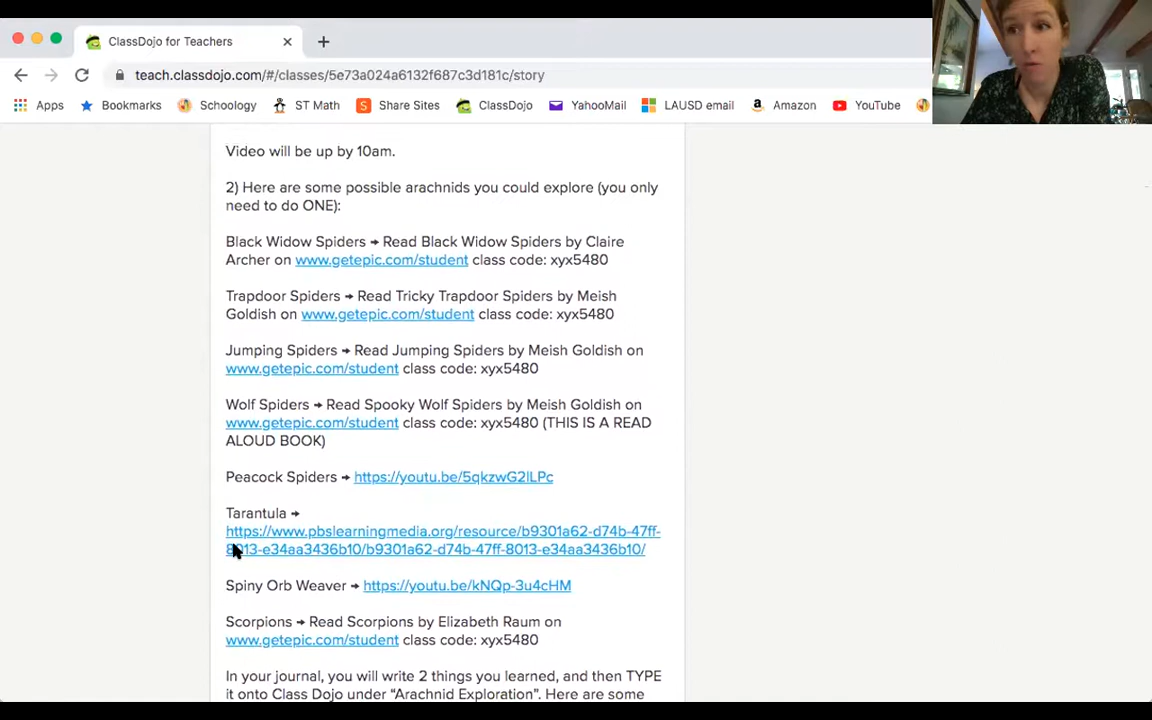 ClassDojo for Teachers
teach.classdojo.com/#/classes/5e73a024a6132f687c3d181c/story
Apps Bookmarks Schoology ST Math Share Sites ClassDojo YahooMail LAUSD email Amazon YouTube
Video will be up by 10am.
2) Here are some possible arachnids you could explore (you only
need to do ONE):
Black Widow Spiders → Read Black Widow Spiders by Claire
Archer on www.getepic.com/student class code: xyx5480
Trapdoor Spiders → Read Tricky Trapdoor Spiders by Meish
Goldish on www.getepic.com/student class code: xyx5480
Jumping Spiders → Read Jumping Spiders by Meish Goldish on
www.getepic.com/student class code: xyx5480
Wolf Spiders → Read Spooky Wolf Spiders by Meish Goldish on
www.getepic.com/student class code: xyx5480 (THIS IS A READ
ALOUD BOOK)
Peacock Spiders → https://youtu.be/5qkzwG2lLPc
Tarantula →
https://www.pbslearningmedia.org/resource/b9301a62-d74b-47ff-
8013-e34aa3436b10/b9301a62-d74b-47ff-8013-e34aa3436b10/
Spiny Orb Weaver → https://youtu.be/kNQp-3u4cHM
Scorpions → Read Scorpions by Elizabeth Raum on
www.getepic.com/student class code: xyx5480
In your journal, you will write 2 things you learned, and then TYPE
it onto Class Dojo under “Arachnid Exploration”. Here are some